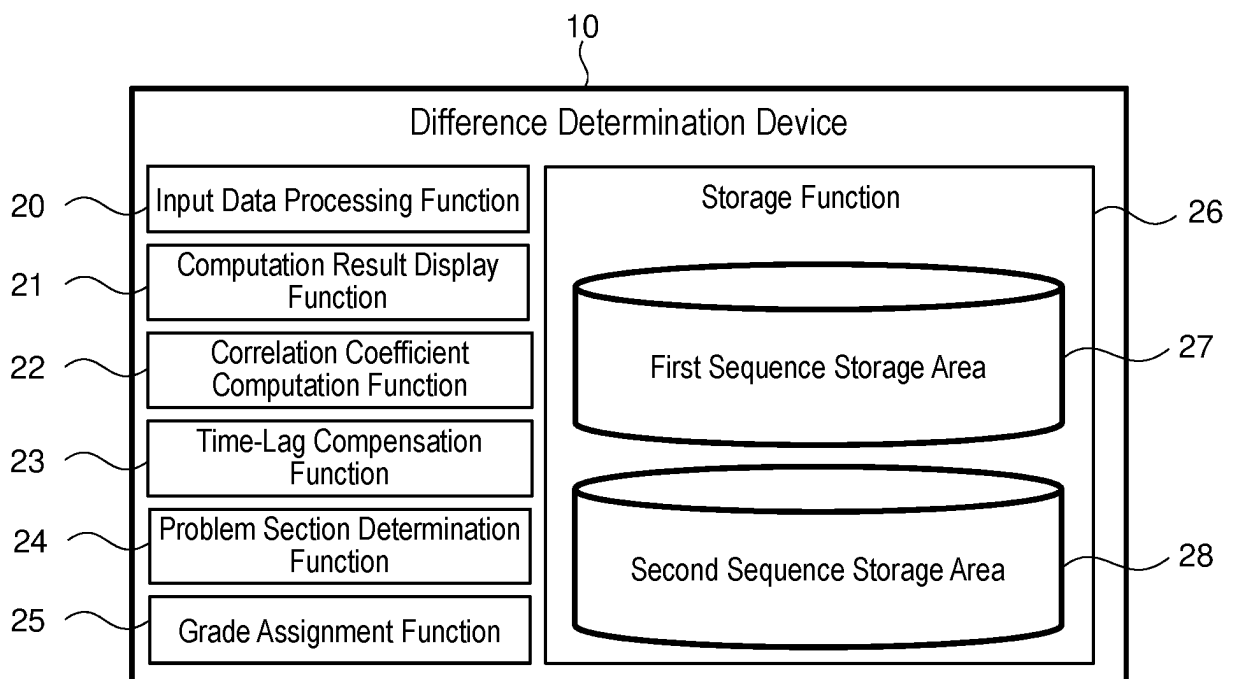 10
Difference Determination Device
20
Input Data Processing Function
21
Computation Result Display
Function
22
Correlation Coefficient
Computation Function
23
Time-Lag Compensation
Function
24
Problem Section Determination
Function
25
Grade Assignment Function
Storage Function
26
First Sequence Storage Area
27
Second Sequence Storage Area
28